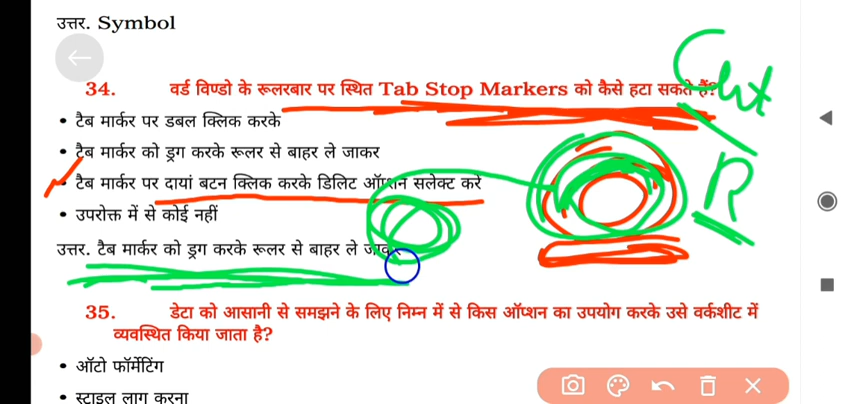 उत्तर. Symbol
34. वर्ड विण्डो के रूलरबार पर स्थित Tab Stop Markers को कैसे हटा सकते हैं?
• टैब मार्कर पर डबल क्लिक करके
• टैब मार्कर को ड्रग करके रूलर से बाहर ले जाकर
• टैब मार्कर पर दायां बटन क्लिक करके डिलिट ऑप्शन सलेक्ट करे
• उपरोक्त में से कोई नहीं
उत्तर. टैब मार्कर को ड्रग करके रूलर से बाहर ले
35. डेटा को आसानी से समझने के लिए निम्न में से किस ऑप्शन का उपयोग करके उसे वर्कशीट में
व्यवस्थित किया जाता है?
• ऑटो फॉर्मेटिंग
• स्टाइल लागू करना
R